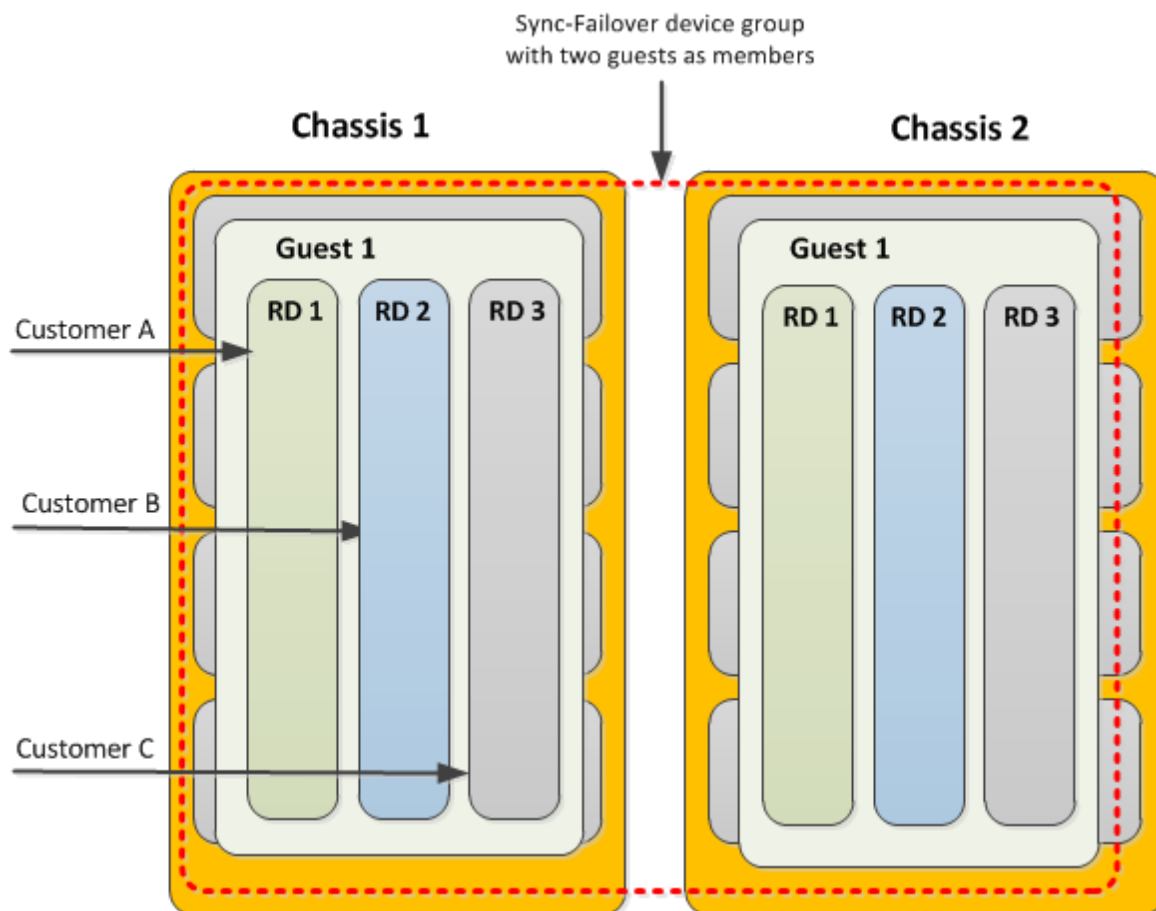 Sync-Failover device group
with two guests as members
Chassis 1
Chassis 2
Guest 1
RD 1
RD 2
RD 3
Guest 1
RD 1
RD 2
RD 3
Customer A
Customer B
Customer C